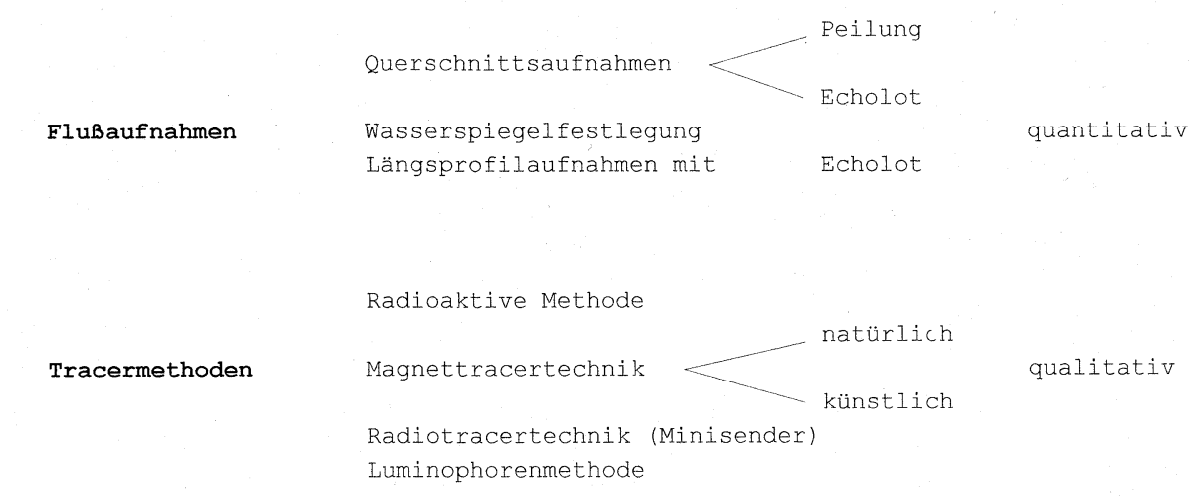 Peilung
Querschnittsaufnahmen
Echolot
Flußaufnahmen Wasserspiegelfestlegung quantitativ
Längsprofilaufnahmen mit Echolot
Radioaktive Methode
natürlich
Tracermethoden Magnettracertechnik qualitativ
künstlich
Radiotracertechnik (Minisender)
Luminophorenmethode